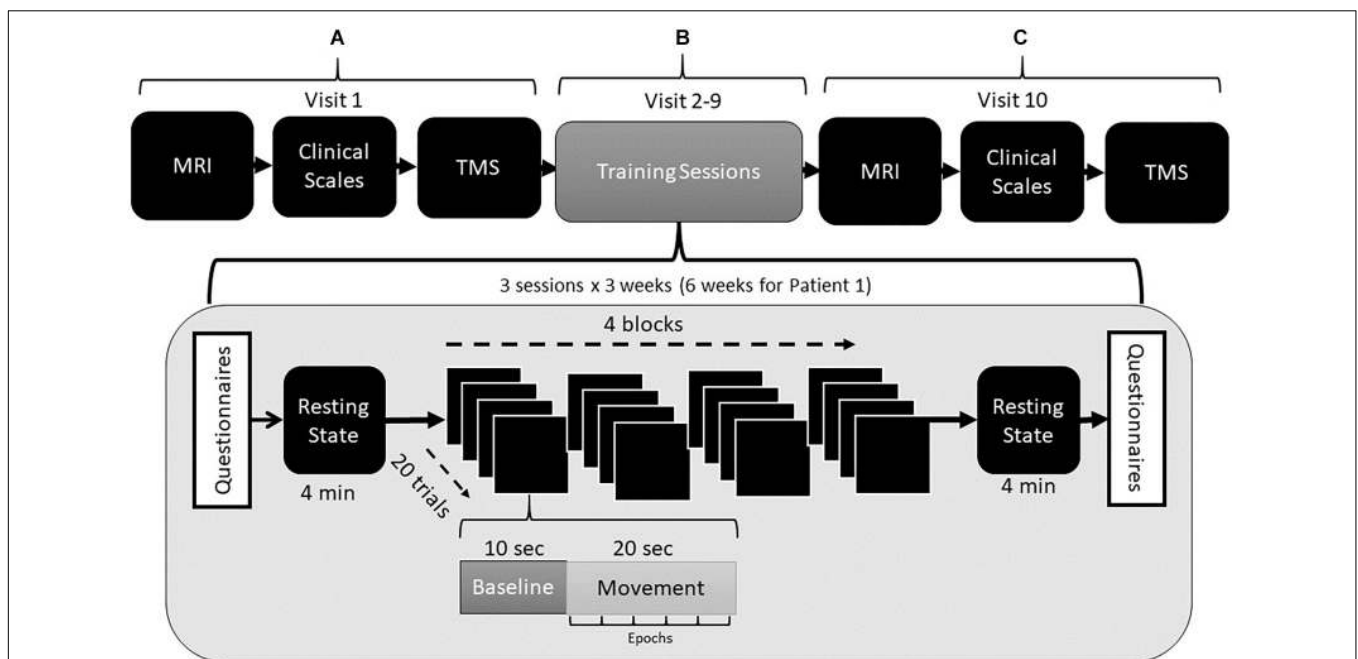 A
B
C
Visit 1
Visit 2-9
Visit 10
MRI
Clinical
Scales
TMS
Training Sessions
MRI
Clinical
Scales
TMS
3 sessions x 3 weeks (6 weeks for Patient 1)
4 blocks
Questionnaires
Resting
State
4 min
20 trials
Resting
State
4 min
Questionnaires
10 sec
20 sec
Baseline
Movement
Epochs